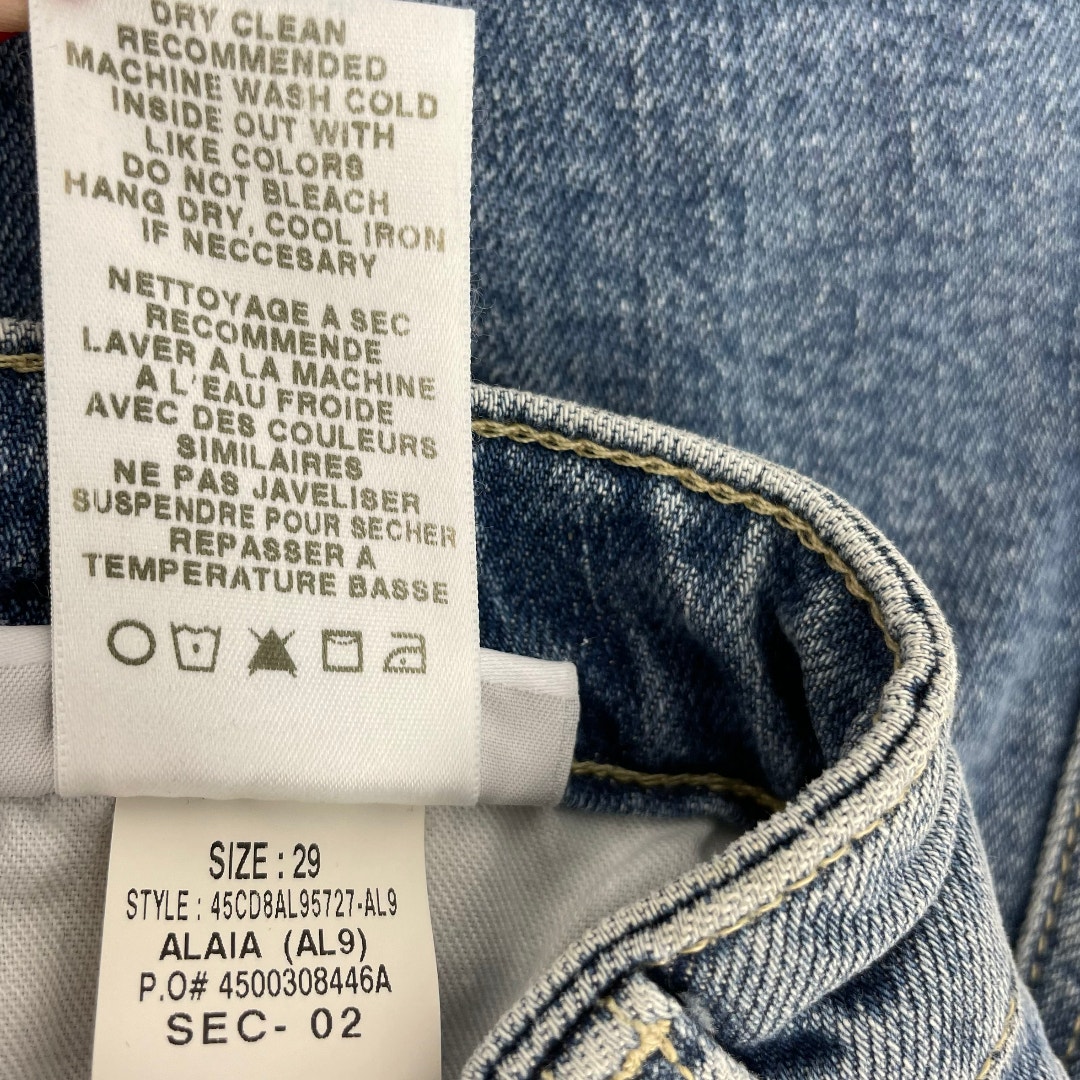 DRY CLEAN
RECOMMENDED
MACHINE WASH COLD
INSIDE OUT WITH
LIKE COLORS
DO NOT BLEACH
HANG DRY, COOL IRON
IF NECCESARY
NETTOYAGE A SEC
RECOMMENDE
LAVER A LA MACHINE
A L'EAU FROIDE
AVEC DES COULEURS
SIMILAIRES
NE PAS JAVELISER
SUSPENDRE POUR SECHER
REPASSER A
TEMPERATURE BASSE
SIZE : 29
STYLE : 45CD8AL95727-AL9
ALAIA (AL9)
P.O# 4500308446A
SEC- 02